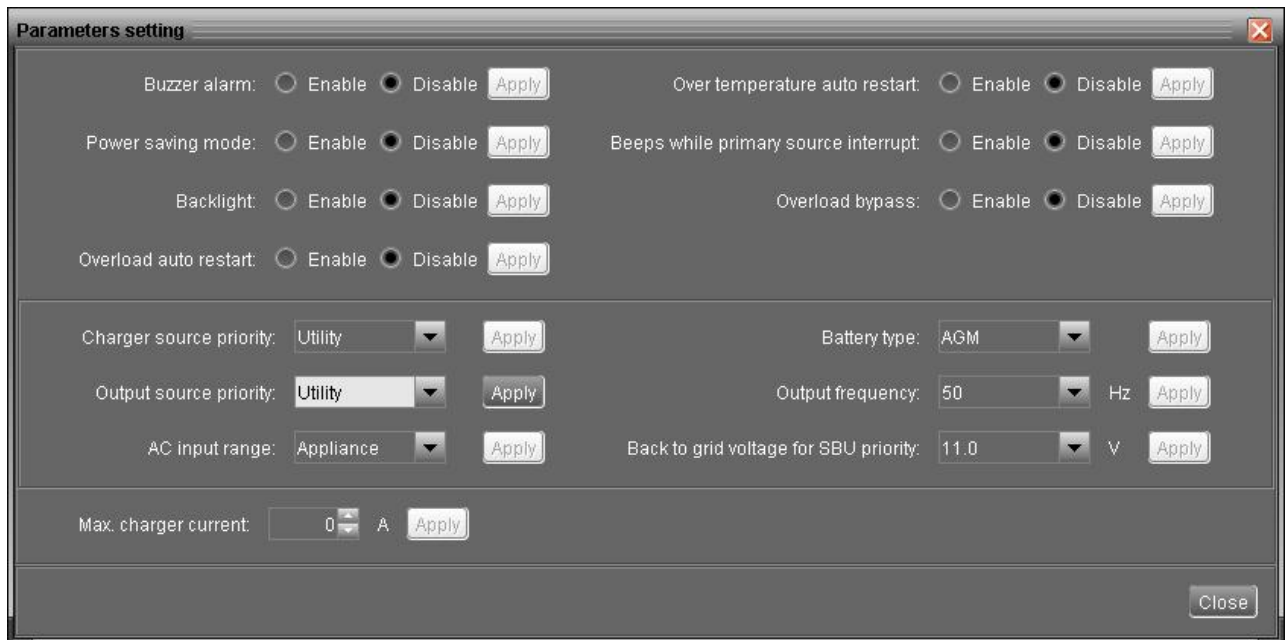 Parameters setting
Buzzer alarm: Enable Disable Apply Over temperature auto restart: Enable Disable Apply
Power saving mode: Enable Disable Apply Beeps while primary source interrupt: Enable Disable Apply
Backlight: Enable Disable Apply Overload bypass: Enable Disable Apply
Overload auto restart: Enable Disable Apply
Charger source priority: Utility Apply Battery type: AGM Apply
Output source priority: Utility Apply Output frequency: 50 Hz Apply
AC input range: Appliance Apply Back to grid voltage for SBU priority: 11.0 V Apply
Max. charger current: 0 A Apply
Close